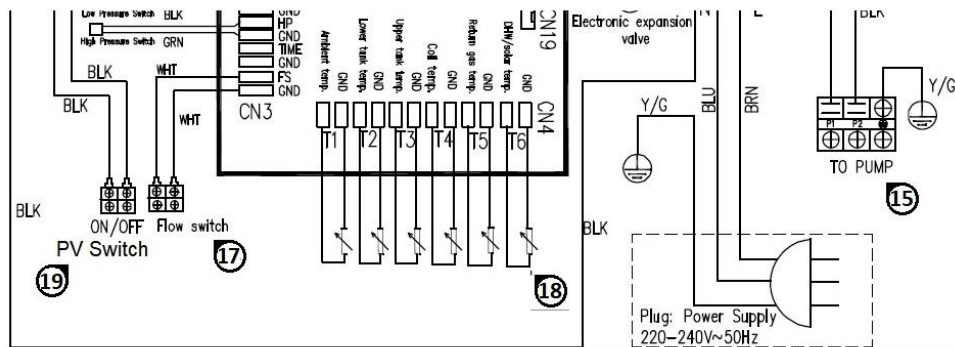 GND
Low Pressure Switch
BLK
HP
High Pressure Switch
GRN
GND
TIME
GND
FS
GND
CN3
BLK
BLK
WHT
WHT
CN19
Electronic expansion
valve
Ambient temp.
GND
Lower tank temp.
GND
Upper tank temp.
GND
Coil temp.
GND
Return gas temp.
GND
DHW/solar temp.
GND
CN4
T1
T2
T3
T4
T5
T6
BLK
Y/G
BLU
BRN
Y/G
P1
P2
TO PUMP
15
BLK
ON/OFF
Flow switch
PV Switch
17
19
18
BLK
Plug: Power Supply
220-240V~50Hz